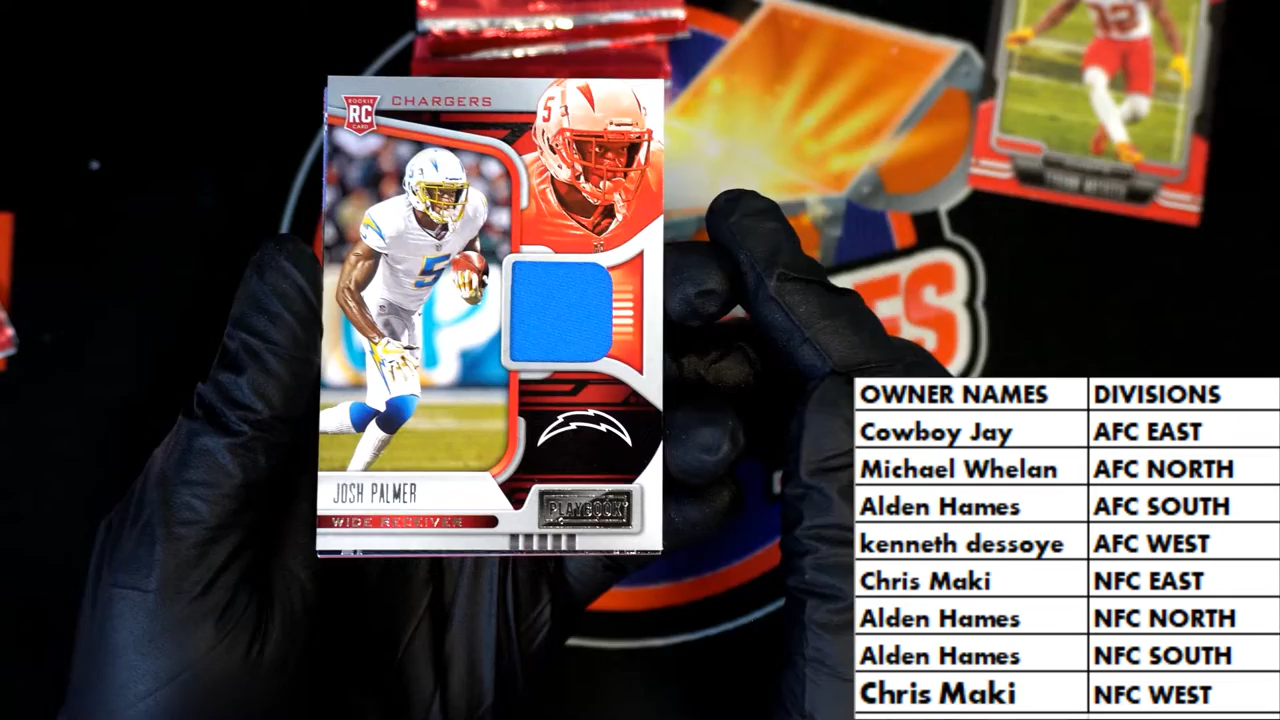 ROOKIE
RC
CARD
CHARGERS
5
5
JOSH PALMER
WIDE RECEIVER
PLAYBOOK
ES
OWNER NAMES DIVISIONS
Cowboy Jay AFC EAST
Michael Whelan AFC NORTH
Alden Hames AFC SOUTH
kenneth dessoye AFC WEST
Chris Maki NFC EAST
Alden Hames NFC NORTH
Alden Hames NFC SOUTH
Chris Maki NFC WEST